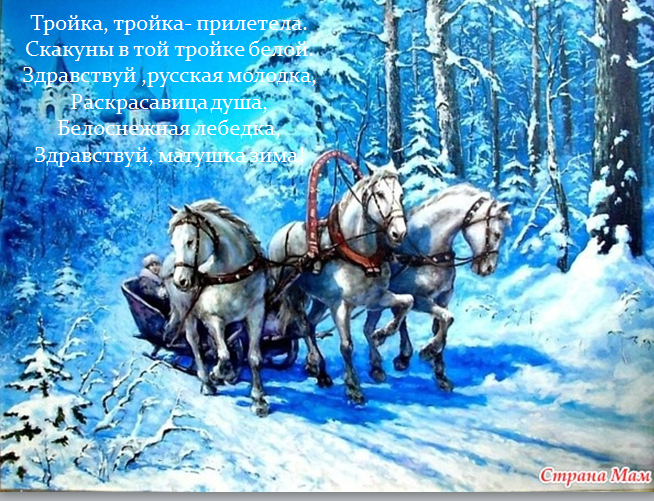 Тройка, тройка- прилетела.
Скакуны в той тройке белой
Здравствуй ,русская молодка,
Раскрасавица душа,
Белоснежная лебедка,
Здравствуй, матушка зима!
Страна Мам